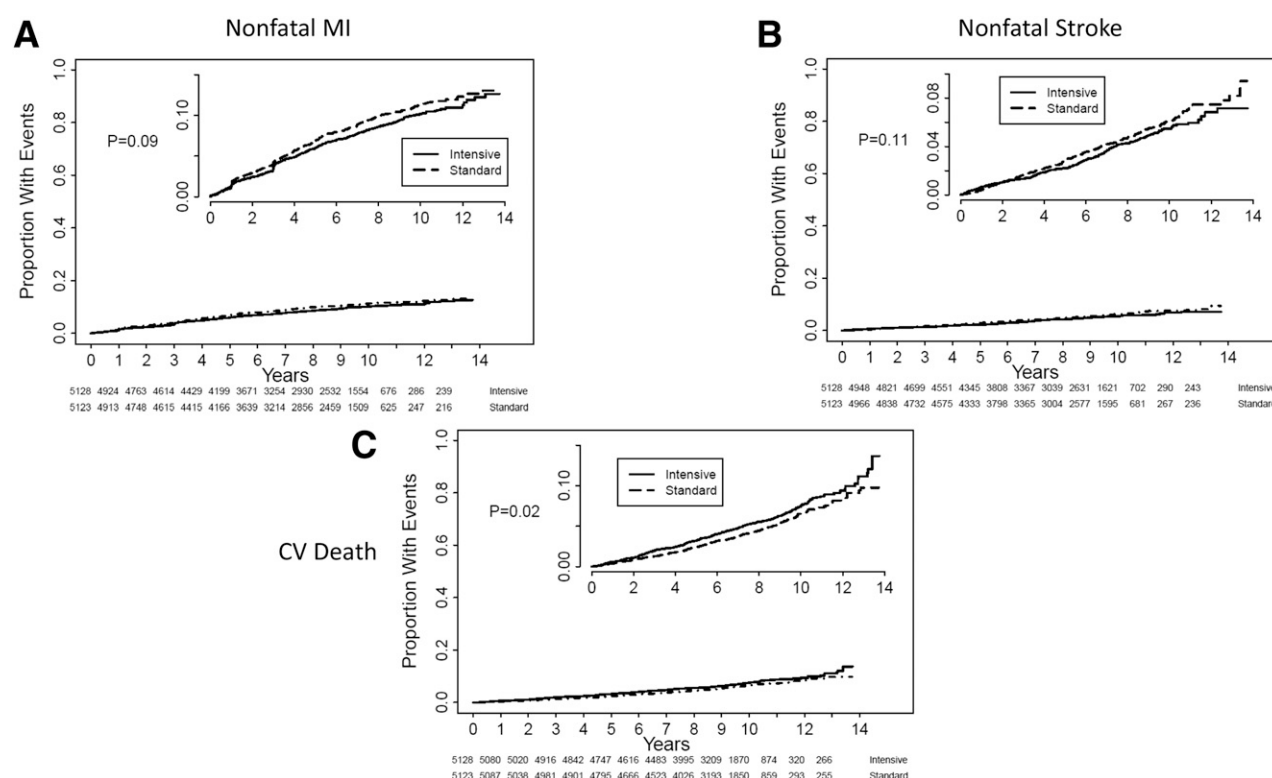 A
Nonfatal MI
Proportion With Events
1.0
0.8
0.6
0.4
0.2
0.0
P=0.09
0.10
0.00
Intensive
Standard
0 2 4 6 8 10 12 14
0 1 2 3 4 5 6 7 8 9 10 12 14
Years
5128 4924 4763 4614 4429 4199 3671 3254 2930 2532 1554 676 286 239 Intensive
5123 4913 4748 4615 4415 4166 3639 3214 2856 2459 1509 625 247 216 Standard
B
Nonfatal Stroke
Proportion With Events
1.0
0.8
0.6
0.4
0.2
0.0
P=0.11
0.08
0.04
0.00
Intensive
Standard
0 2 4 6 8 10 12 14
0 1 2 3 4 5 6 7 8 9 10 12 14
Years
5128 4948 4821 4699 4551 4345 3808 3367 3039 2631 1621 702 290 243 Intensive
5123 4966 4838 4732 4575 4333 3798 3365 3004 2577 1595 681 267 236 Standard
C
CV Death
Proportion With Events
1.0
0.8
0.6
0.4
0.2
0.0
P=0.02
0.10
0.00
Intensive
Standard
0 2 4 6 8 10 12 14
0 1 2 3 4 5 6 7 8 9 10 12 14
Years
5128 5080 5020 4916 4842 4747 4616 4483 3995 3209 1870 874 320 266 Intensive
5123 5087 5038 4981 4901 4795 4666 4523 4026 3193 1850 859 293 255 Standard